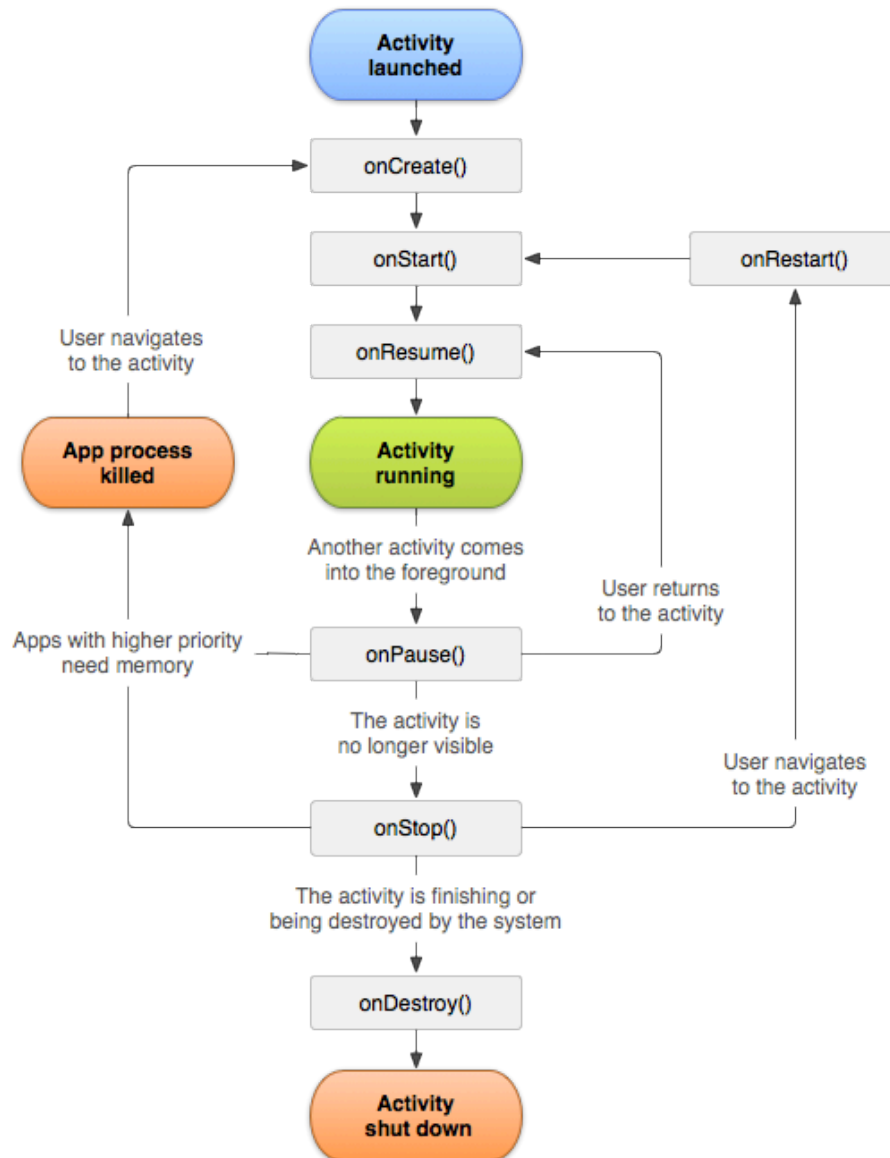 Activity
launched
onCreate()
onStart()
onRestart()
onResume()
User navigates
to the activity
App process
killed
Activity
running
Another activity comes
into the foreground
User returns
to the activity
Apps with higher priority
need memory
onPause()
The activity is
no longer visible
User navigates
to the activity
onStop()
The activity is finishing or
being destroyed by the system
onDestroy()
Activity
shut down